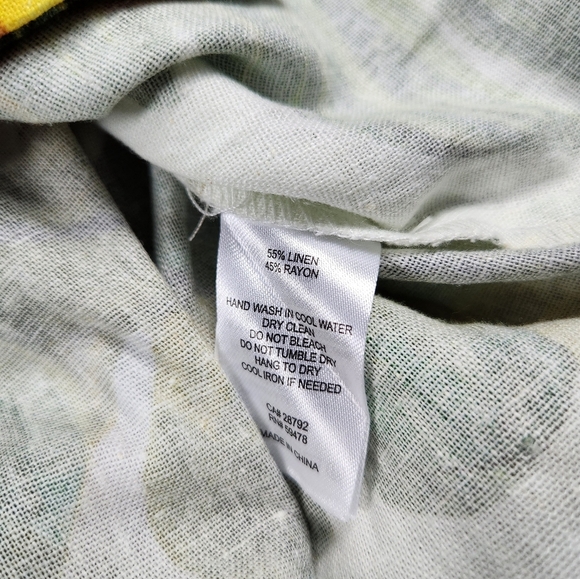 55% LINEN
45% RAYON
HAND WASH IN COOL WATER
DRY CLEAN
DO NOT BLEACH
DO NOT TUMBLE DRY
HANG TO DRY
COOL IRON IF NEEDED
CA# 28792
RN# 59478
MADE IN CHINA